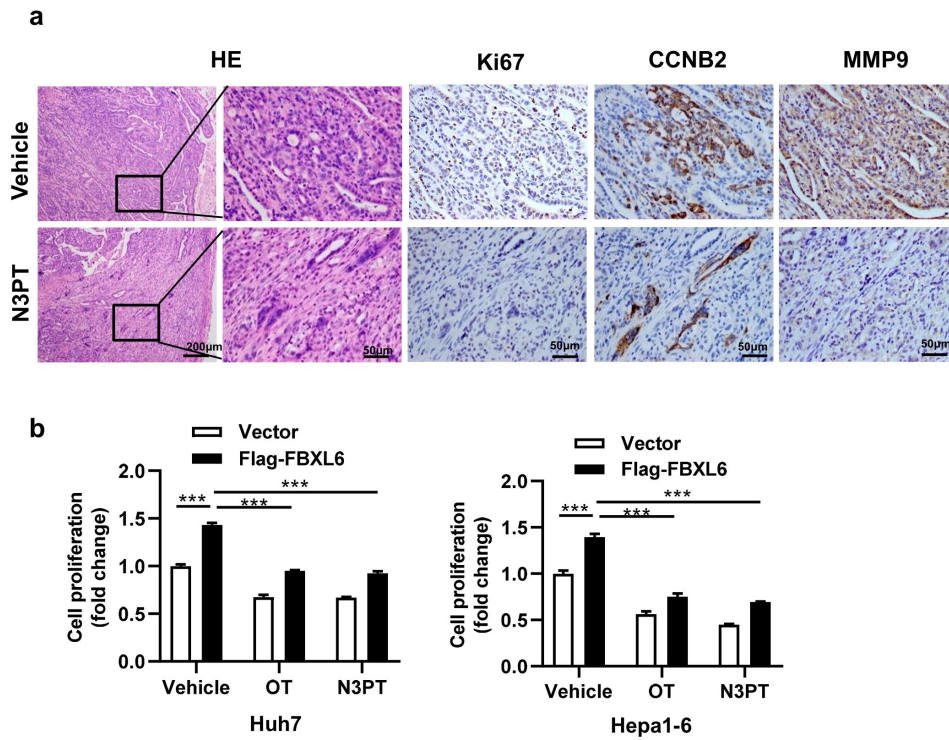 a
HE
Ki67
CCNB2
MMP9
Vehicle
N3PT
200μm
50μm
50μm
50μm
50μm
b
Vector
Flag-FBXL6
Cell proliferation
(fold change)
2.0
1.5
1.0
0.5
0.0
***
***
***
Vehicle
OT
N3PT
Huh7
Vector
Flag-FBXL6
Cell proliferation
(fold change)
2.0
1.5
1.0
0.5
0.0
***
***
***
Vehicle
OT
N3PT
Hepa1-6